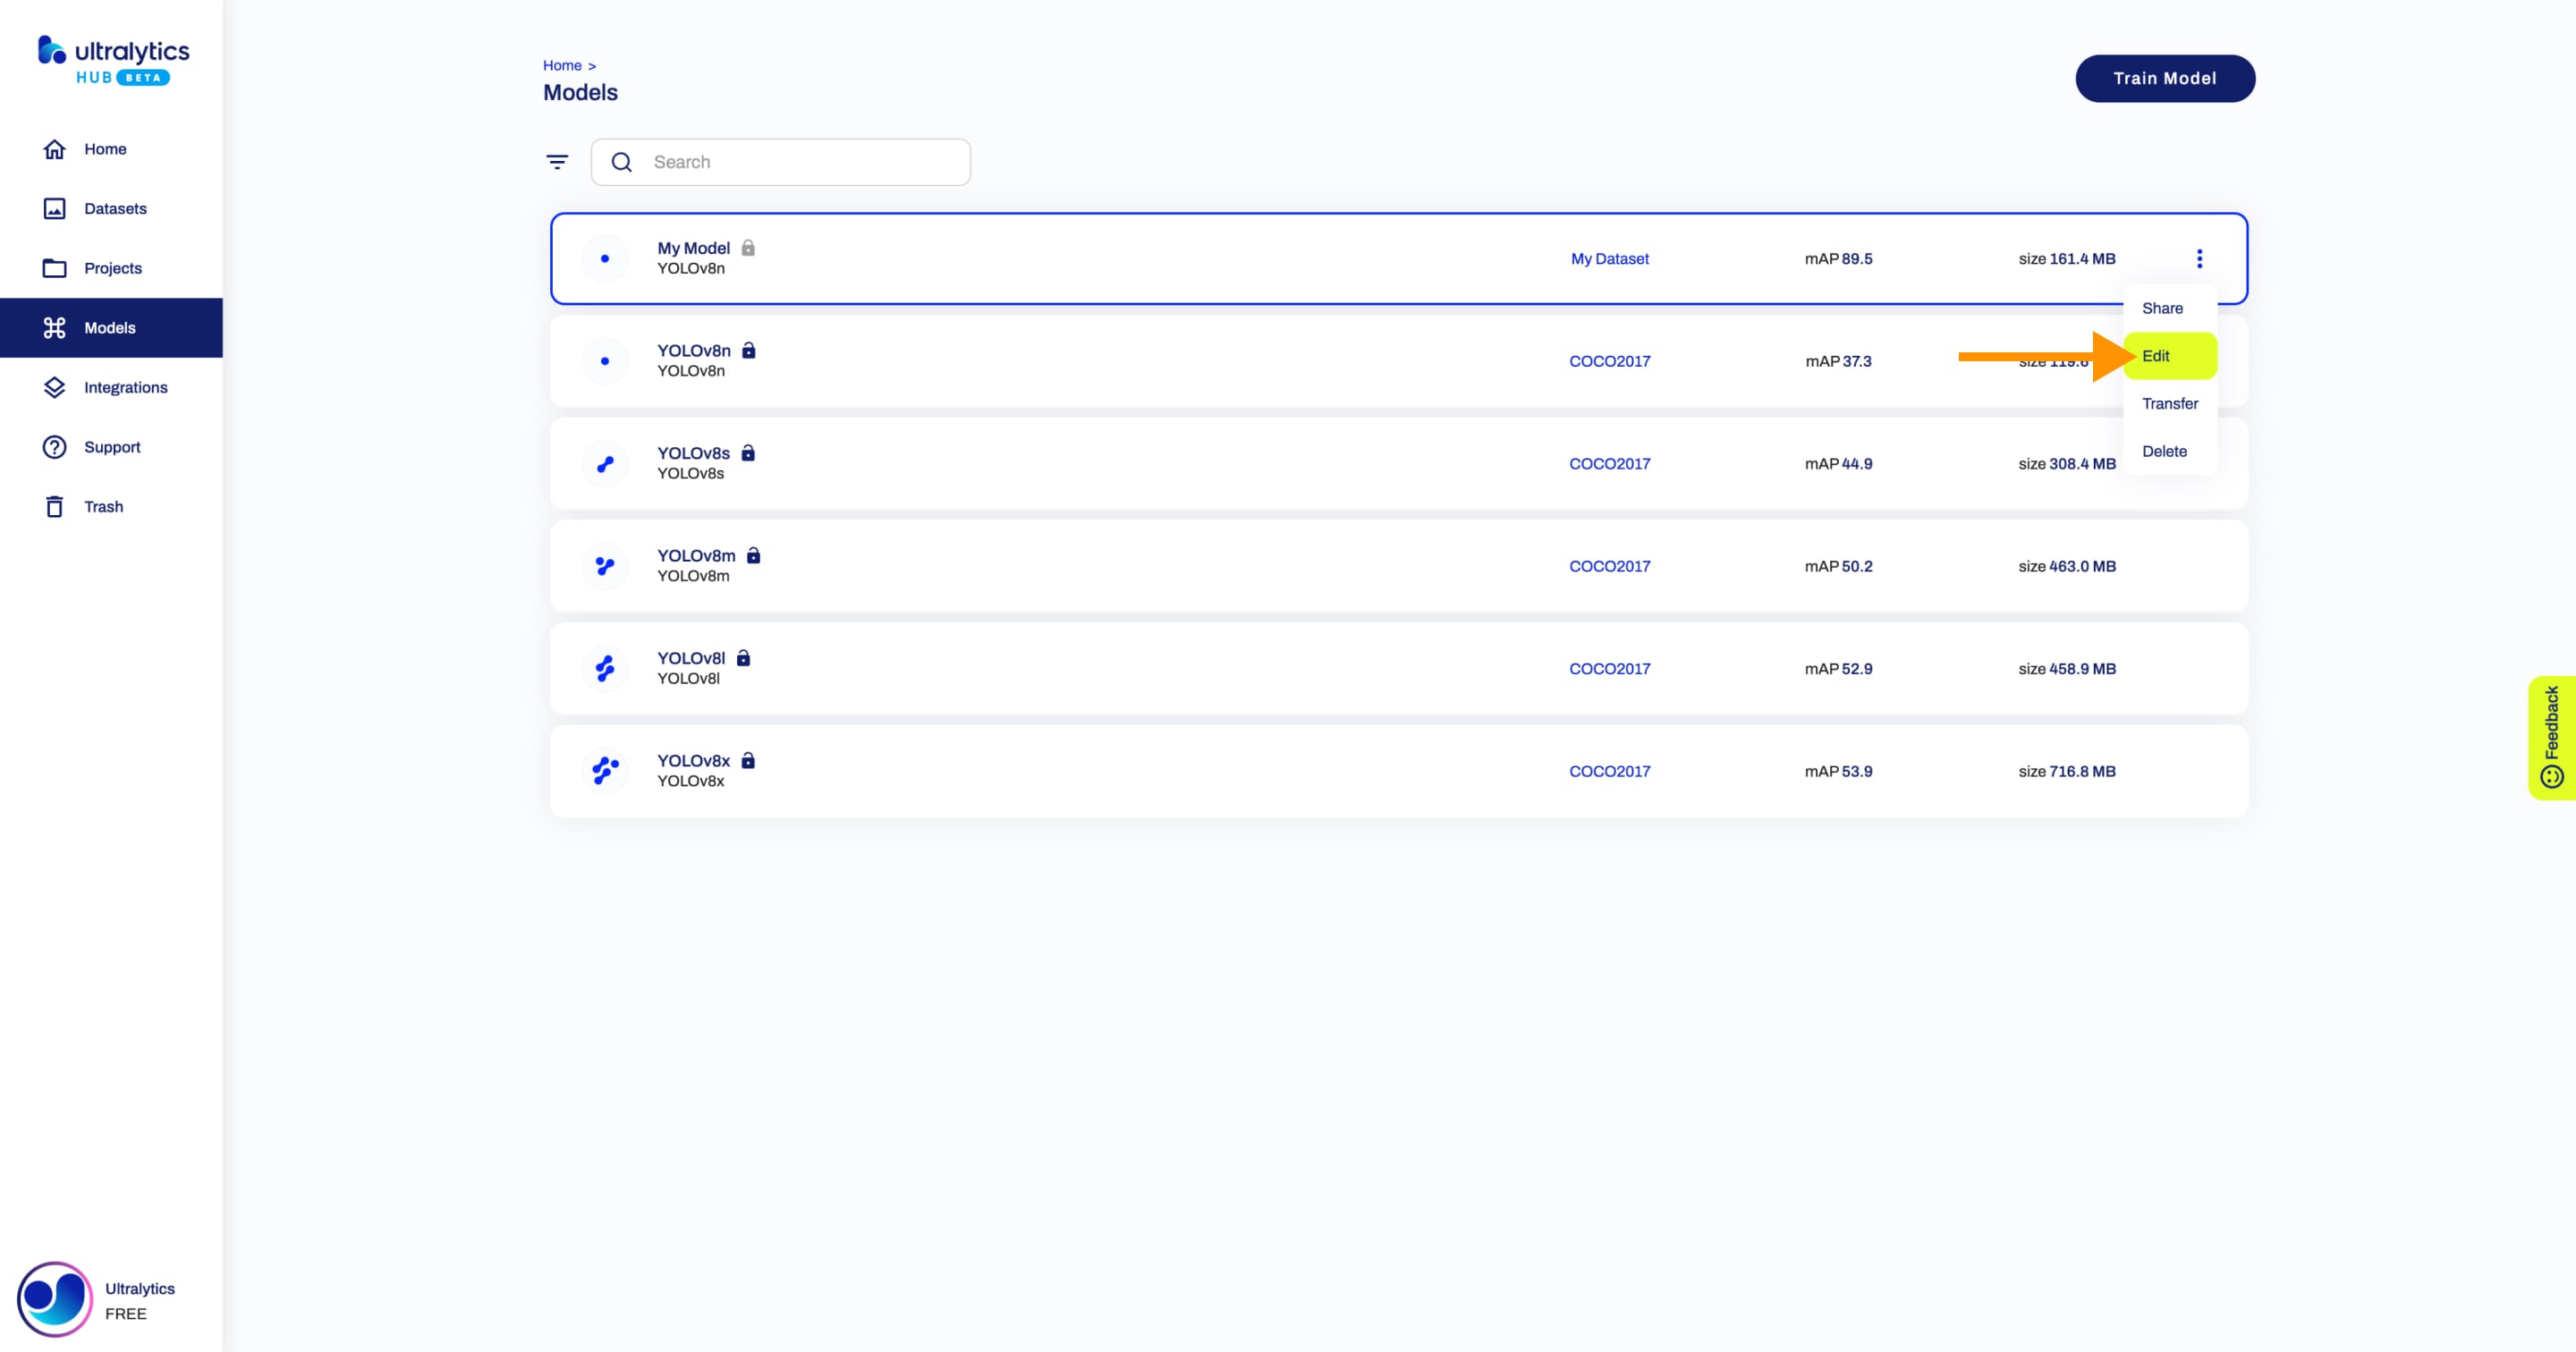 ultralytics
HUB BETA
Home
Datasets
Projects
Models
Integrations
Support
Trash
Ultralytics
FREE
Home >
Models
Train Model
Search
My Model
YOLOv8n
My Dataset
mAP 89.5
size 161.4 MB
Share
Edit
Transfer
Delete
YOLOv8n
YOLOv8n
COCO2017
mAP 37.3
size
YOLOv8s
YOLOv8s
COCO2017
mAP 44.9
size 308.4 MB
YOLOv8m
YOLOv8m
COCO2017
mAP 50.2
size 463.0 MB
YOLOv8l
YOLOv8l
COCO2017
mAP 52.9
size 458.9 MB
YOLOv8x
YOLOv8x
COCO2017
mAP 53.9
size 716.8 MB
Feedback